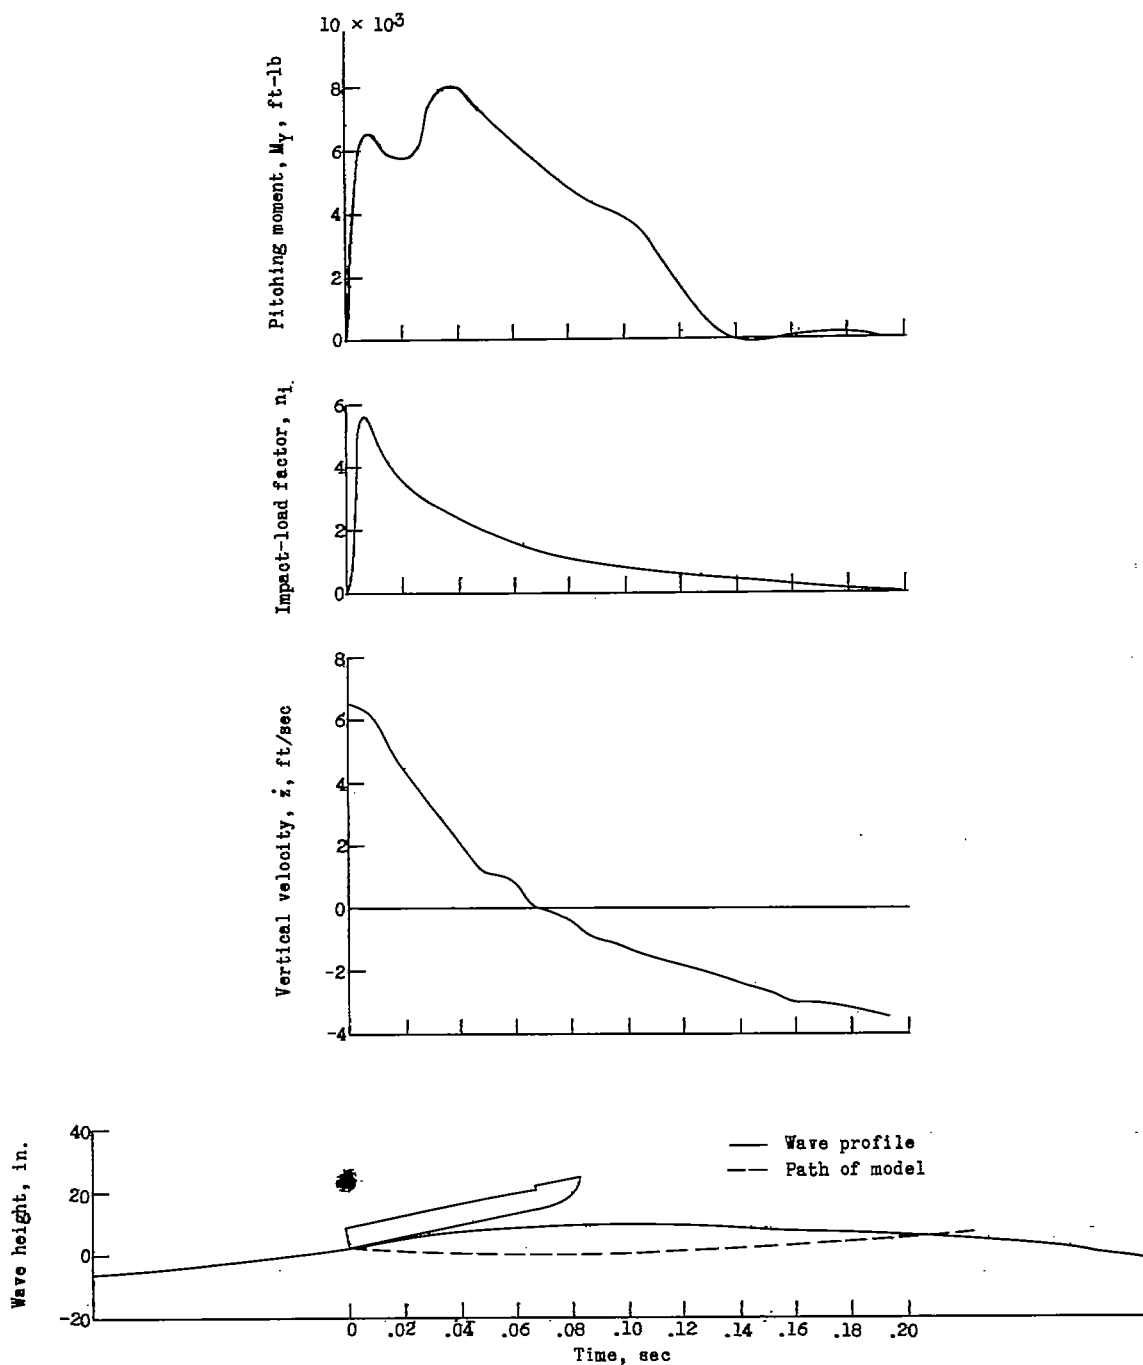 10 × 10³
8
6
4
2
0
Pitching moment, M_Y, ft-lb
6
4
2
0
Impact-load factor, n_i
8
6
4
2
0
-2
-4
Vertical velocity, ż, ft/sec
40
20
0
-20
Wave height, in.
Wave profile
Path of model
0 .02 .04 .06 .08 .10 .12 .14 .16 .18 .20
Time, sec